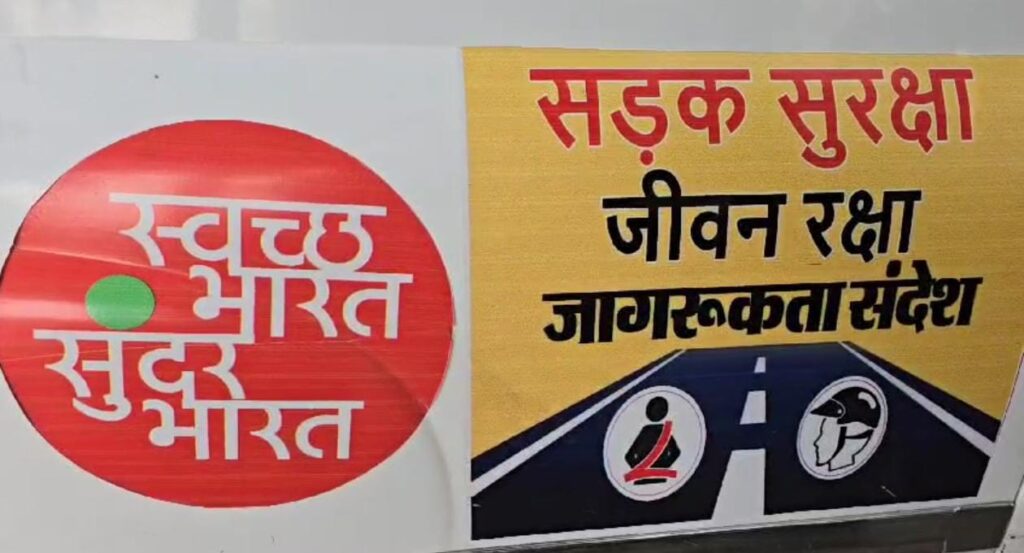 स्वच्छ
भारत
सुंदर
भारत
सड़क सुरक्षा
जीवन रक्षा
जागरूकता संदेश